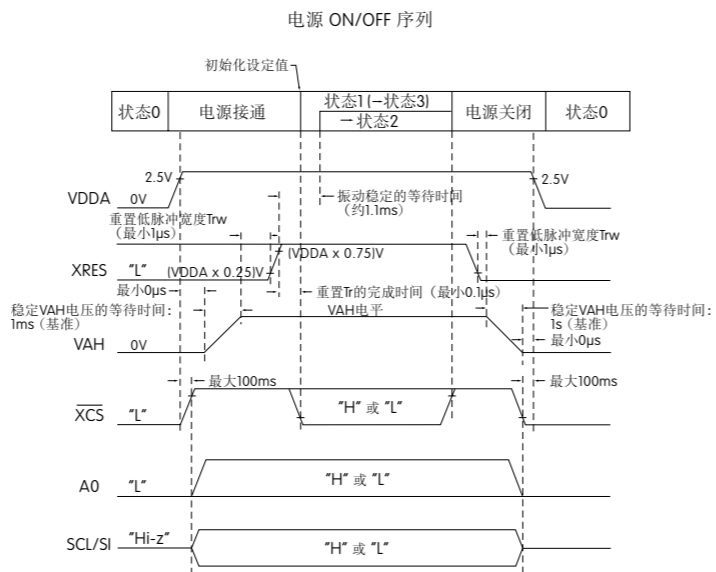 电源 ON/OFF 序列
初始化设定值
状态0
电源接通
状态1 (→状态3)
→状态2
电源关闭
状态0
VDDA
0V
2.5V
2.5V
振动稳定的等待时间
（约1.1ms）
重置低脉冲宽度Trw
（最小1μs）
重置低脉冲宽度Trw
（最小1μs）
XRES
"L"
(VDDA x 0.25)V
(VDDA x 0.75)V
最小0μs
重置Tr的完成时间（最小0.1μs）
稳定VAH电压的等待时间：
1ms（基准）
VAH电平
稳定VAH电压的等待时间：
1s（基准）
最小0μs
VAH
0V
最大100ms
最大100ms
XCS
"L"
"H" 或 "L"
A0
"L"
"H" 或 "L"
SCL/SI
"Hi-z"
"H" 或 "L"